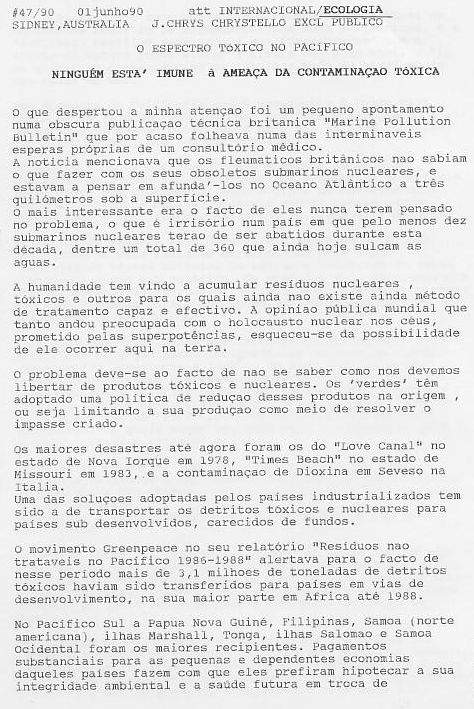 #47/90 01junho90 att INTERNACIONAL/ECOLOGIA
SIDNEY,AUSTRALIA J.CHRYS CHRYSTELLO EXCL PUBLICO
O ESPECTRO TóXICO NO PACíFICO
NINGUÉM ESTA' IMUNE à AMEAÇA DA CONTAMINAÇAO TóXICA
O que despertou a minha atençao foi um pequeno apontamento
numa obscura publicaçao técnica britanica "Marine Pollution
Bulletin" que por acaso folheava numa das interminaveis
esperas próprias de um consultório médico.
A noticia mencionava que os fleumaticos britânicos nao sabiam
o que fazer com os seus obsoletos submarinos nucleares, e
estavam a pensar em afunda'-los no Oceano Atlântico a três
quilómetros sob a superfície.
O mais interessante era o facto de eles nunca terem pensado
no problema, o que é irrisório num país em que pelo menos dez
submarinos nucleares terao de ser abatidos durante esta
década, dentre um total de 360 que ainda hoje sulcam as
aguas.
A humanidade tem vindo a acumular resíduos nucleares ,
tóxicos e outros para os quais ainda nao existe ainda método
de tratamento capaz e efectivo. A opiniao pública mundial que
tanto andou preocupada com o holocausto nuclear nos céus,
prometido pelas superpotências, esqueceu-se da possibilidade
de ele ocorrer aqui na terra.
O problema deve-se ao facto de nao se saber como nos devemos
libertar de produtos tóxicos e nucleares. Os 'verdes' têm
adoptado uma política de reduçao desses produtos na origem ,
ou seja limitando a sua produçao como meio de resolver o
impasse criado.
Os maiores desastres até agora foram os do "Love Canal" no
estado de Nova Iorque em 1978, "Times Beach" no estado de
Missouri em 1983, e a contaminaçao de Dioxina em Seveso na
Italia.
Uma das soluçoes adoptadas pelos países industrializados tem
sido a de transportar os detritos tóxicos e nucleares para
países sub desenvolvidos, carecidos de fundos.
O movimento Greenpeace no seu relatório "Resíduos nao
trataveis no Pacífico 1986-1988" alertava para o facto de
nesse período mais de 3,1 milhoes de toneladas de detritos
tóxicos haviam sido transferidos para países em vias de
desenvolvimento, na sua maior parte em Africa até 1988.
No Pacífico Sul a Papua Nova Guiné, Filipinas, Samoa (norte
americana), ilhas Marshall, Tonga, ilhas Salomao e Samoa
Ocidental foram os maiores recipientes. Pagamentos
substanciais para as pequenas e dependentes economias
daqueles países fazem com que eles prefiram hipotecar a sua
integridade ambiental e a saúde futura em troca de